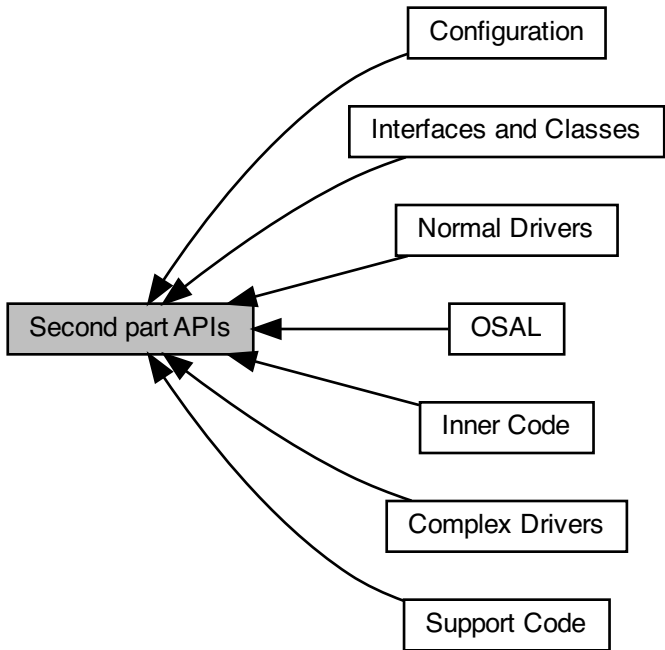 Configuration
Interfaces and Classes
Normal Drivers
Second part APIs
OSAL
Inner Code
Complex Drivers
Support Code